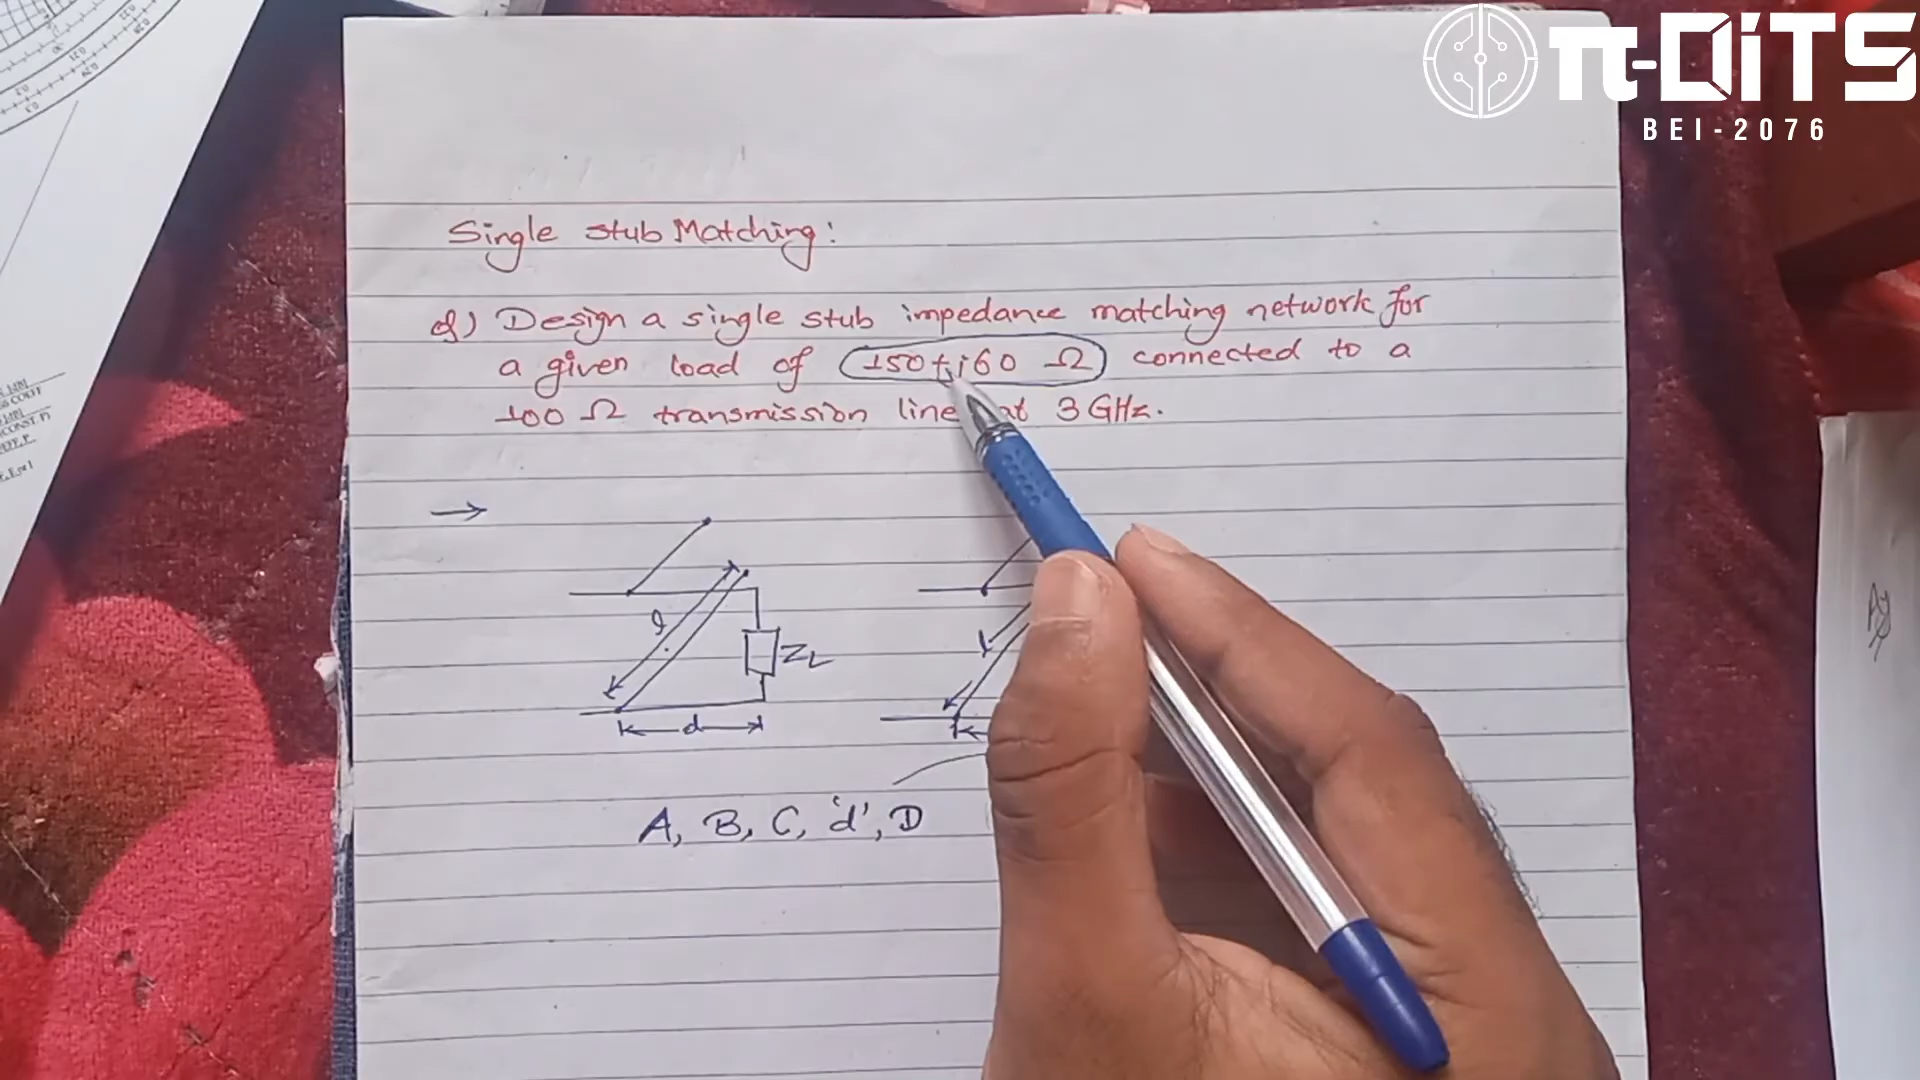 π-DiTS
BEI-2076
Single stub Matching:
Q) Design a single stub impedance matching network for
a given load of 150+j60 Ω connected to a
100 Ω transmission line at 3 GHz.
l
ZL
d
A, B, C, 'd', D